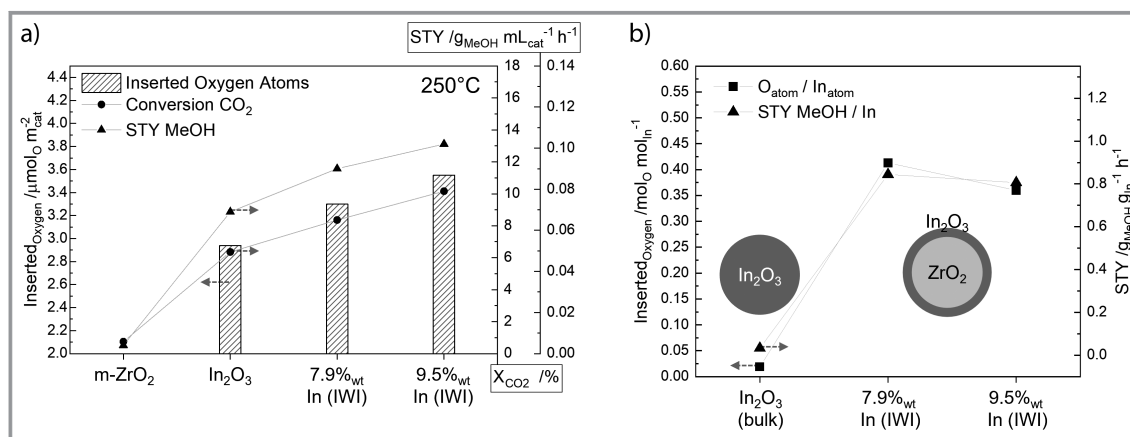 a)
STY /g_MeOH mL_cat^-1 h^-1
Inserted Oxygen Atoms
Conversion CO2
STY MeOH
250°C
Inserted_Oxygen /µmol_O m_cat^-2
4.4
4.2
4.0
3.8
3.6
3.4
3.2
3.0
2.8
2.6
2.4
2.2
2.0
18
16
14
12
10
8
6
4
2
0
0.14
0.12
0.10
0.08
0.06
0.04
0.02
0.00
m-ZrO2
In2O3
7.9%wt
In (IWI)
9.5%wt
In (IWI)
X_CO2 /%
b)
O_atom / In_atom
STY MeOH / In
Inserted_Oxygen /mol_O mol_In^-1
0.60
0.55
0.50
0.45
0.40
0.35
0.30
0.25
0.20
0.15
0.10
0.05
0.00
1.2
1.0
0.8
0.6
0.4
0.2
0.0
STY /g_MeOH g_In^-1 h^-1
In2O3
In2O3
ZrO2
In2O3
(bulk)
7.9%wt
In (IWI)
9.5%wt
In (IWI)